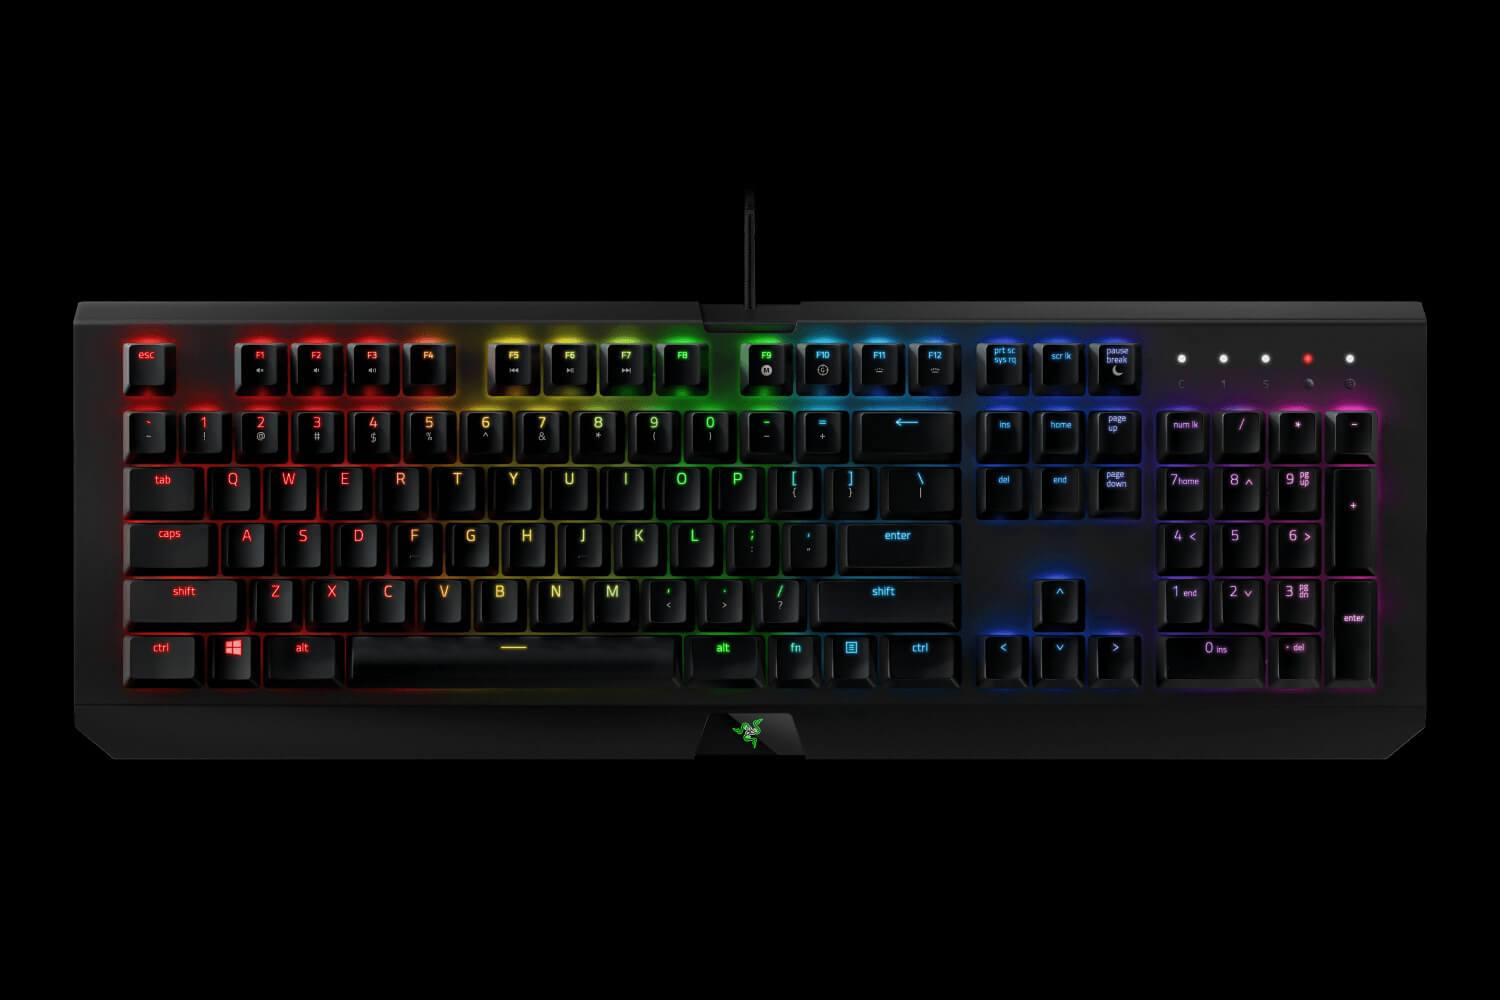 esc F1 F2 F3 F4 F5 F6 F7 F8 F9 F10 F11 F12 prt sc scr lk pause
M G sys rq break
C 1 S
` 1 2 3 4 5 6 7 8 9 0 - = ← ins home page up num lk / * -
~ ! @ # $ % ^ & * ( ) _ +
tab Q W E R T Y U I O P [ ] \ del end page down 7 home 8 ^ 9 pg up +
{ } |
caps A S D F G H J K L ; ' enter 4 < 5 6 >
: "
shift Z X C V B N M , . / shift ^ 1 end 2 v 3 pg dn enter
< > ?
ctrl alt — alt fn ctrl < v > 0 ins . del